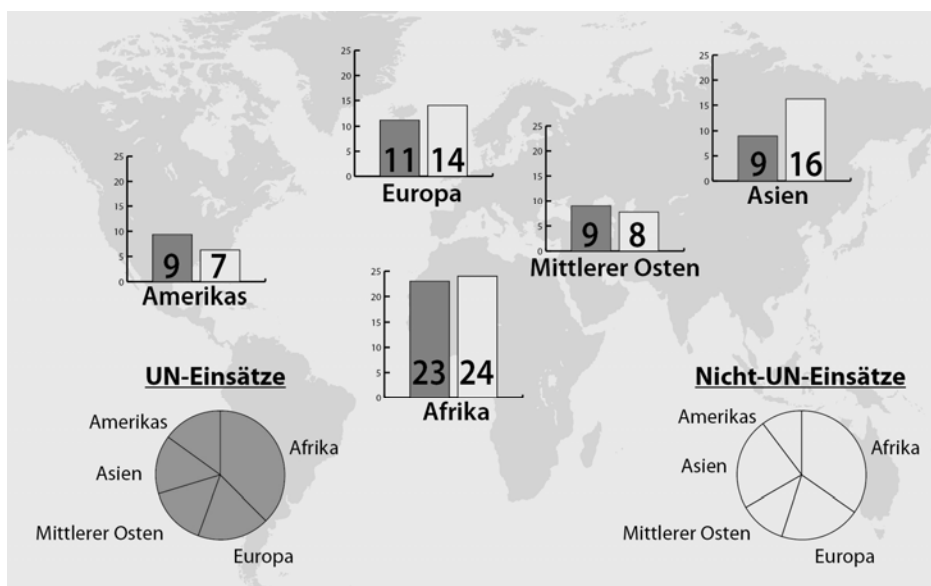 25
20
15
10
5
0
11 14
Europa
25
20
15
10
5
0
9 16
Asien
25
20
15
10
5
0
9 8
Mittlerer Osten
25
20
15
10
5
0
9 7
Amerikas
25
20
15
10
5
0
23 24
Afrika
UN-Einsätze
Amerikas
Afrika
Asien
Mittlerer Osten
Europa
Nicht-UN-Einsätze
Amerikas
Afrika
Asien
Mittlerer Osten
Europa